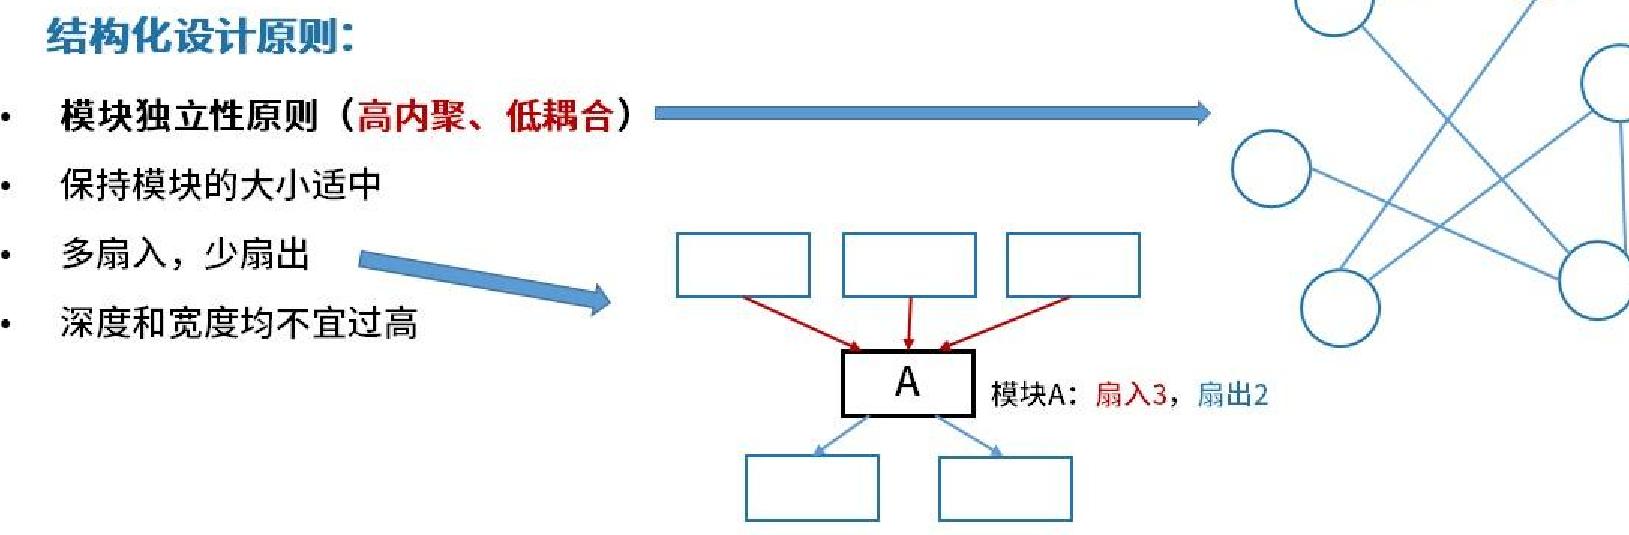 结构化设计原则：
• 模块独立性原则（高内聚、低耦合）
• 保持模块的大小适中
• 多扇入，少扇出
• 深度和宽度均不宜过高
A
模块A：扇入3，扇出2